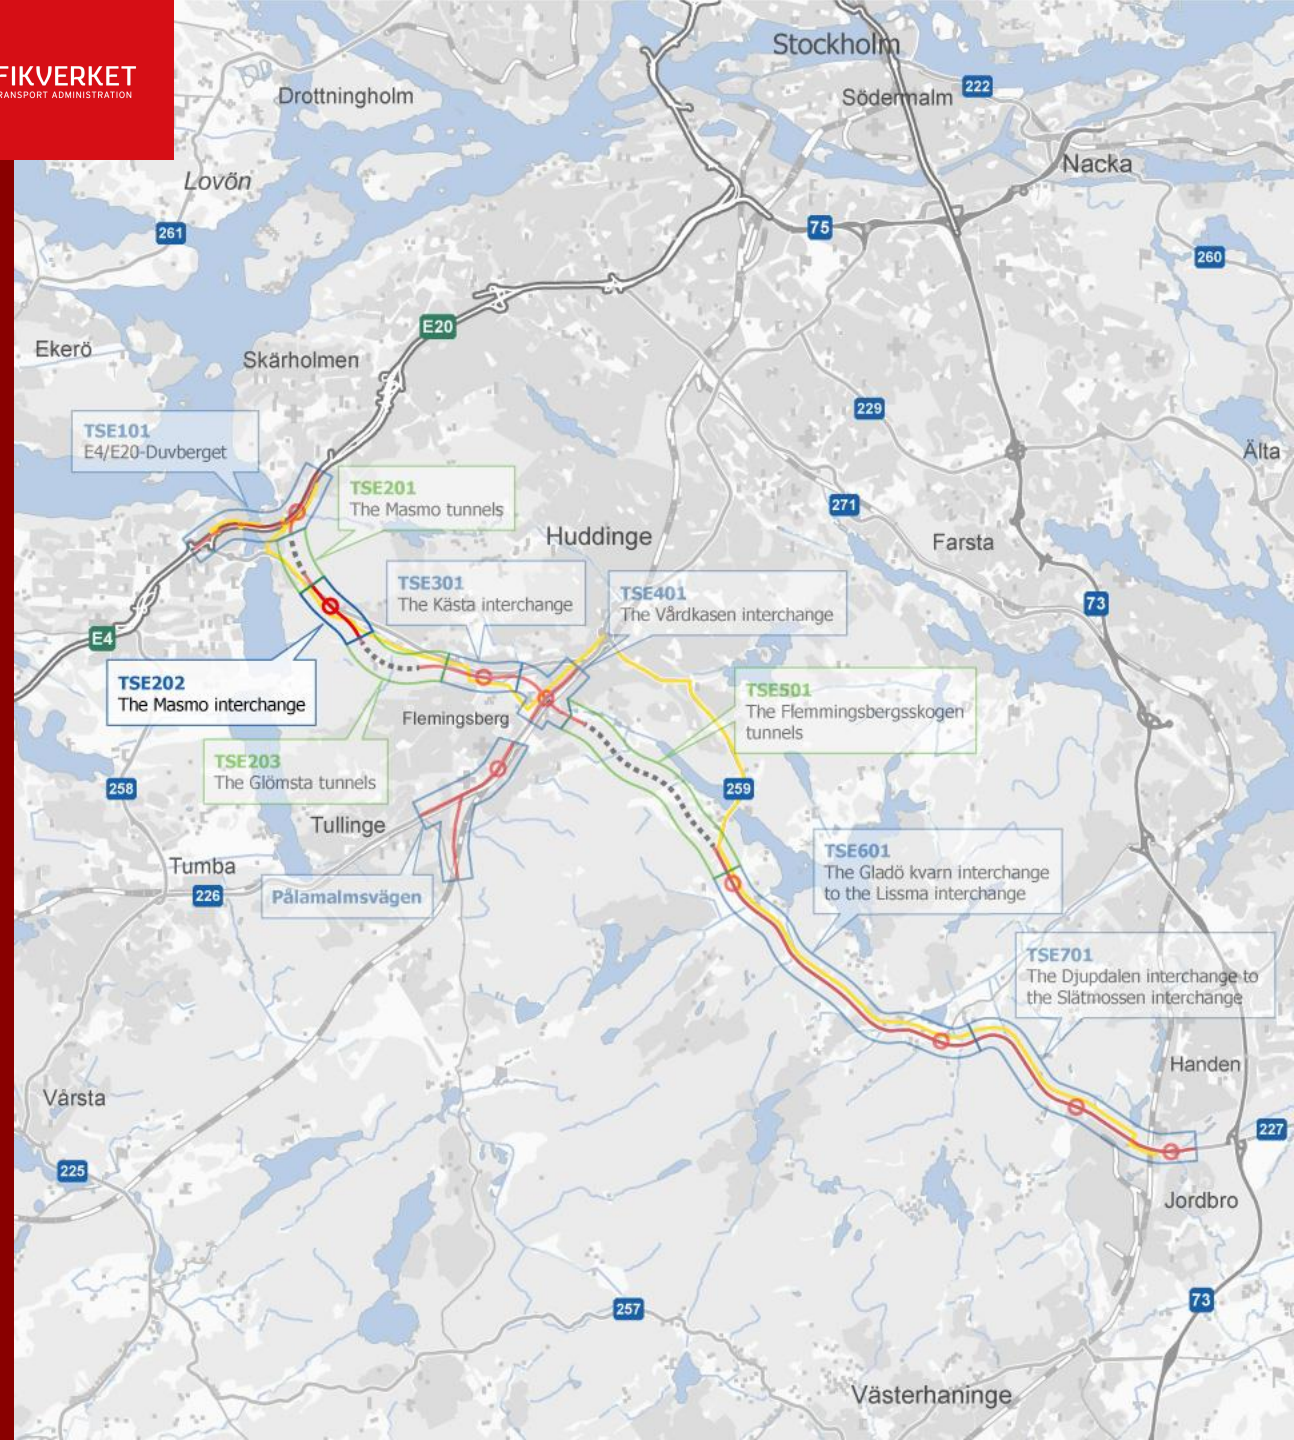 FIKVERKET
RANSPORT ADMINISTRATION
Stockholm
222
Drottningholm
Södermalm
Nacka
Lovön
261
75
260
E20
Ekerö
Skärholmen
229
TSE101
E4/E20-Duvberget
Älta
TSE201
The Masmo tunnels
271
Huddinge
Farsta
TSE301
The Kästa interchange
TSE401
The Vårdkasen interchange
73
E4
TSE202
The Masmo interchange
TSE501
The Flemmingsbergsskogen
tunnels
Flemingsberg
TSE203
The Glömsta tunnels
258
259
Tullinge
TSE601
The Gladö kvarn interchange
to the Lissma interchange
Tumba
226
Pålamalmsvägen
TSE701
The Djupdalen interchange to
the Slätmossen interchange
Handen
Vårsta
227
225
Jordbro
73
257
Västerhaninge